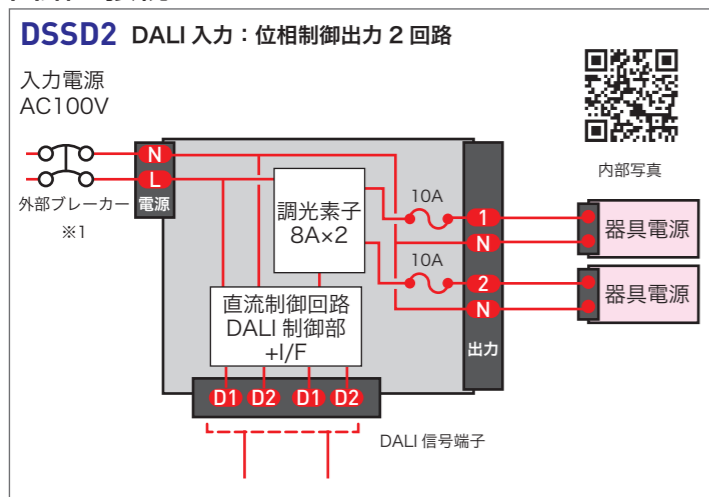 DSSD2 DALI 入力：位相制御出力 2 回路
入力電源
AC100V
外部ブレーカー
※1
N
L
電源
調光素子
8A×2
10A
10A
1
N
2
N
出力
内部写真
器具電源
器具電源
直流制御回路
DALI 制御部
+I/F
D1 D2 D1 D2
DALI 信号端子